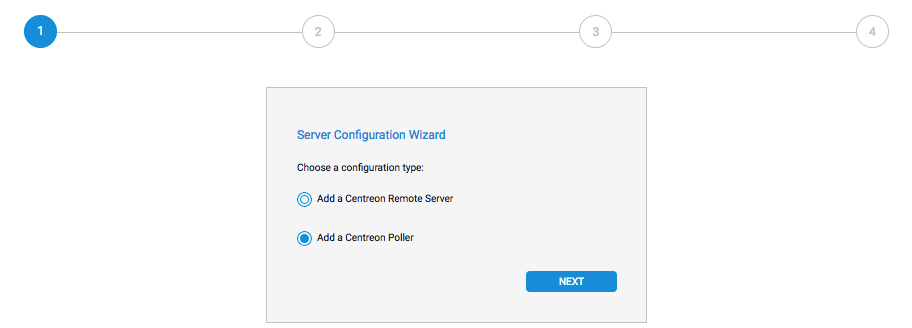 1
2
3
4
Server Configuration Wizard
Choose a configuration type:
Add a Centreon Remote Server
Add a Centreon Poller
NEXT